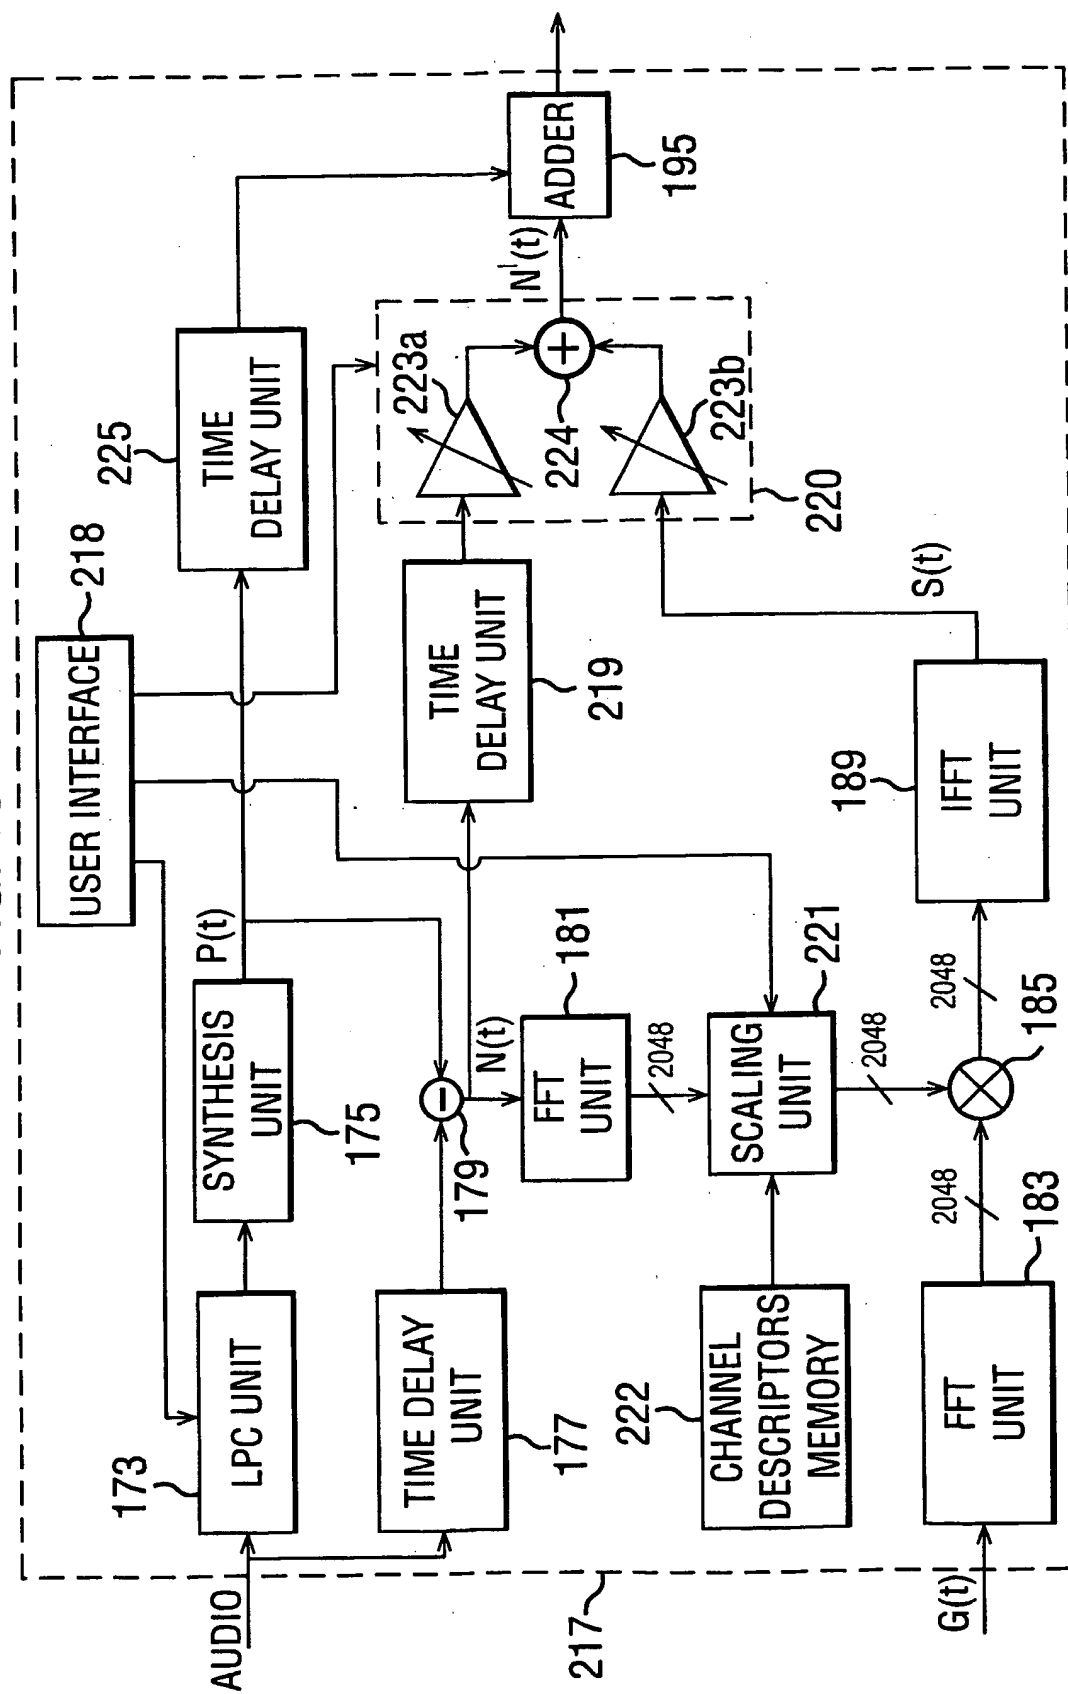 218
USER INTERFACE
225
TIME
DELAY UNIT
P(t)
SYNTHESIS
UNIT
175
173
LPC UNIT
AUDIO
TIME DELAY
UNIT
177
179
N(t)
TIME
DELAY UNIT
219
223a
223b
224
220
N'(t)
ADDER
195
FFT
UNIT
181
2048
SCALING
UNIT
221
2048
222
CHANNEL
DESCRIPTORS
MEMORY
217
G(t)
FFT
UNIT
183
2048
185
2048
189
IFFT
UNIT
S(t)